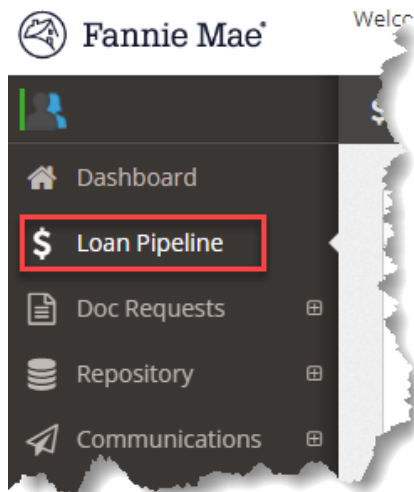 Fannie Mae®
Dashboard
$ Loan Pipeline
Doc Requests
Repository
Communications